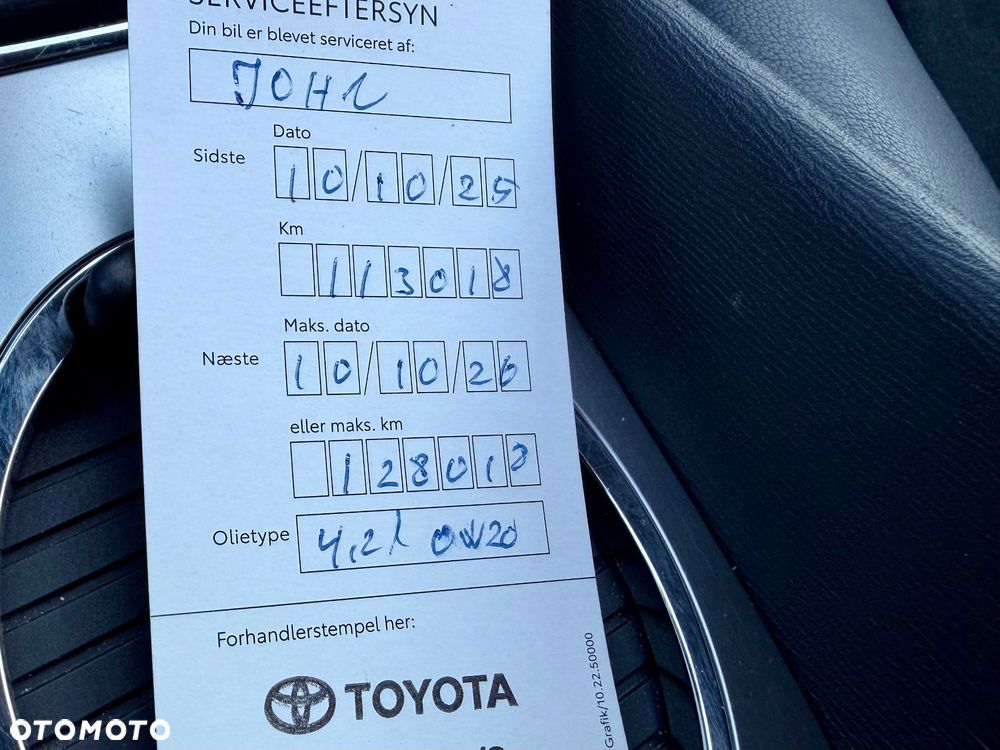 SERVICEEFTERSYN
Din bil er blevet serviceret af:
JOHL
Dato
Sidste 10/10/25
Km
113018
Maks. dato
Næste 10/10/26
eller maks. km
128018
Olietype 4,2l 0W20
Forhandlerstempel her:
TOYOTA
Grafik/10.22.50000
OTOMOTO